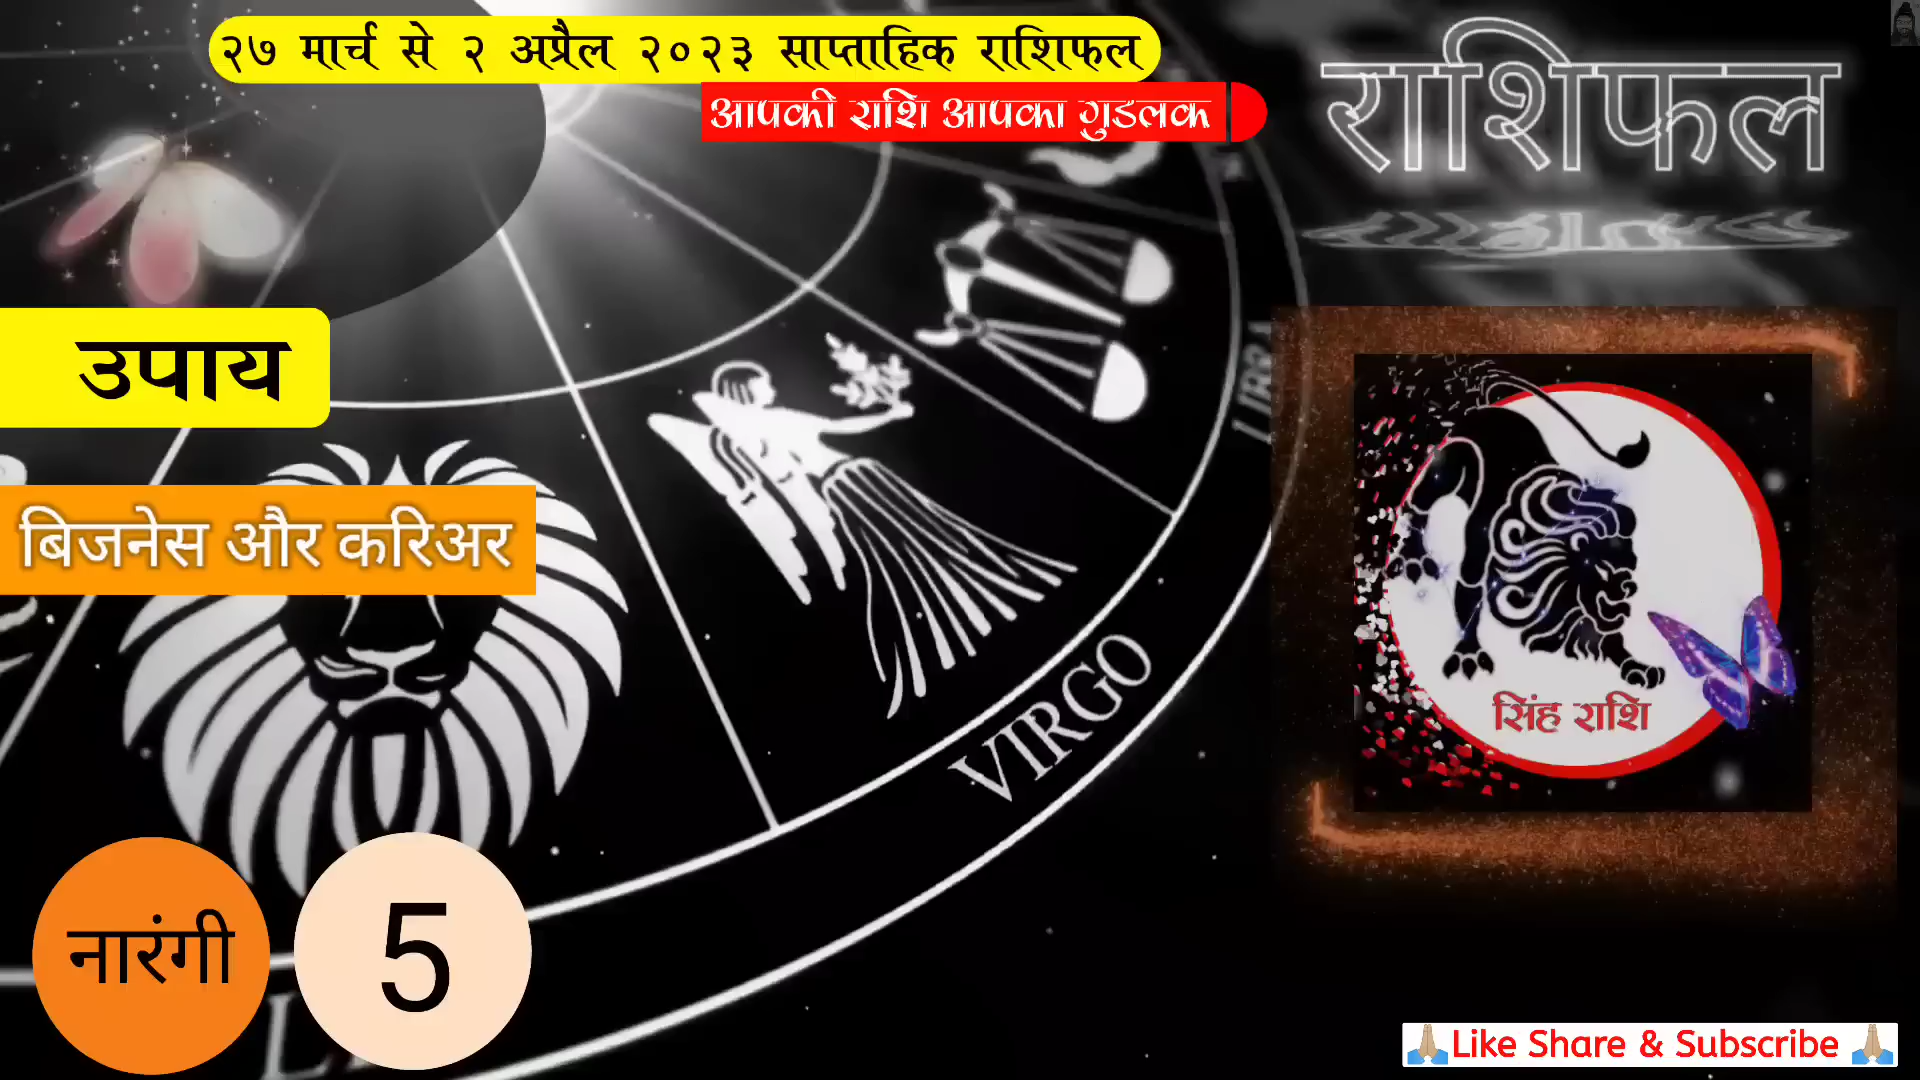 २७ मार्च से २ अप्रैल २०२३ साप्ताहिक राशिफल
आपकी राशि आपका गुडलक
राशिफल
उपाय
बिजनेस और करिअर
LIBRA
VIRGO
सिंह राशि
नारंगी
5
Like Share & Subscribe